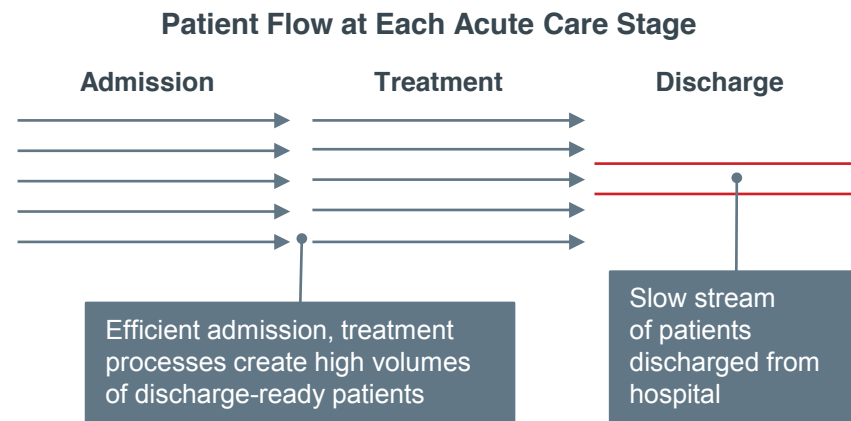 Patient Flow at Each Acute Care Stage
Admission
Treatment
Discharge
Efficient admission, treatment
processes create high volumes
of discharge-ready patients
Slow stream
of patients
discharged from
hospital